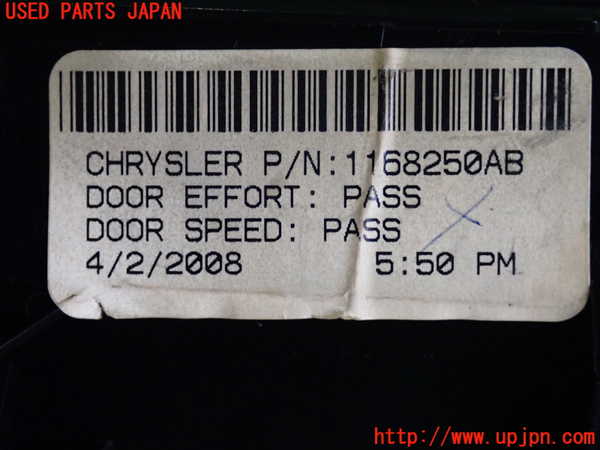 USED PARTS JAPAN
CHRYSLER P/N:1168250AB
DOOR EFFORT: PASS
DOOR SPEED: PASS
4/2/2008 5:50 PM
http://www.upjpn.com/